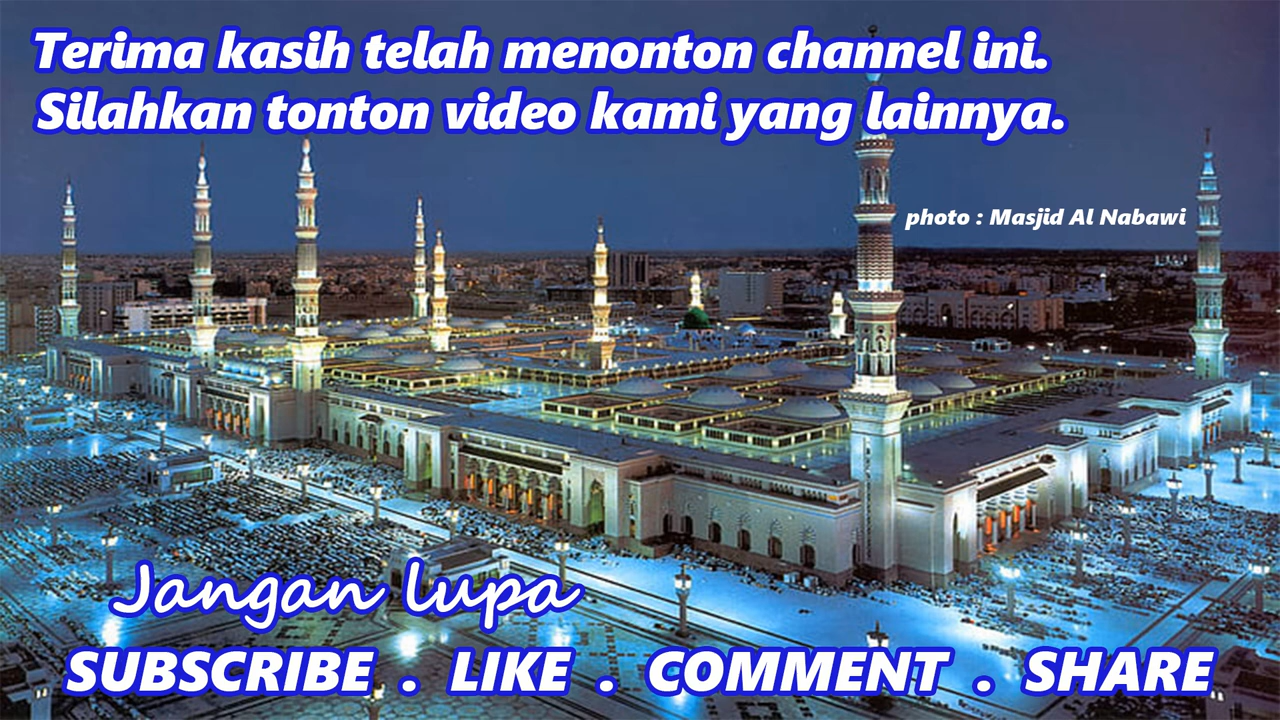 Terima kasih telah menonton channel ini.
Silahkan tonton video kami yang lainnya.
photo : Masjid Al Nabawi
Jangan lupa
SUBSCRIBE . LIKE . COMMENT . SHARE